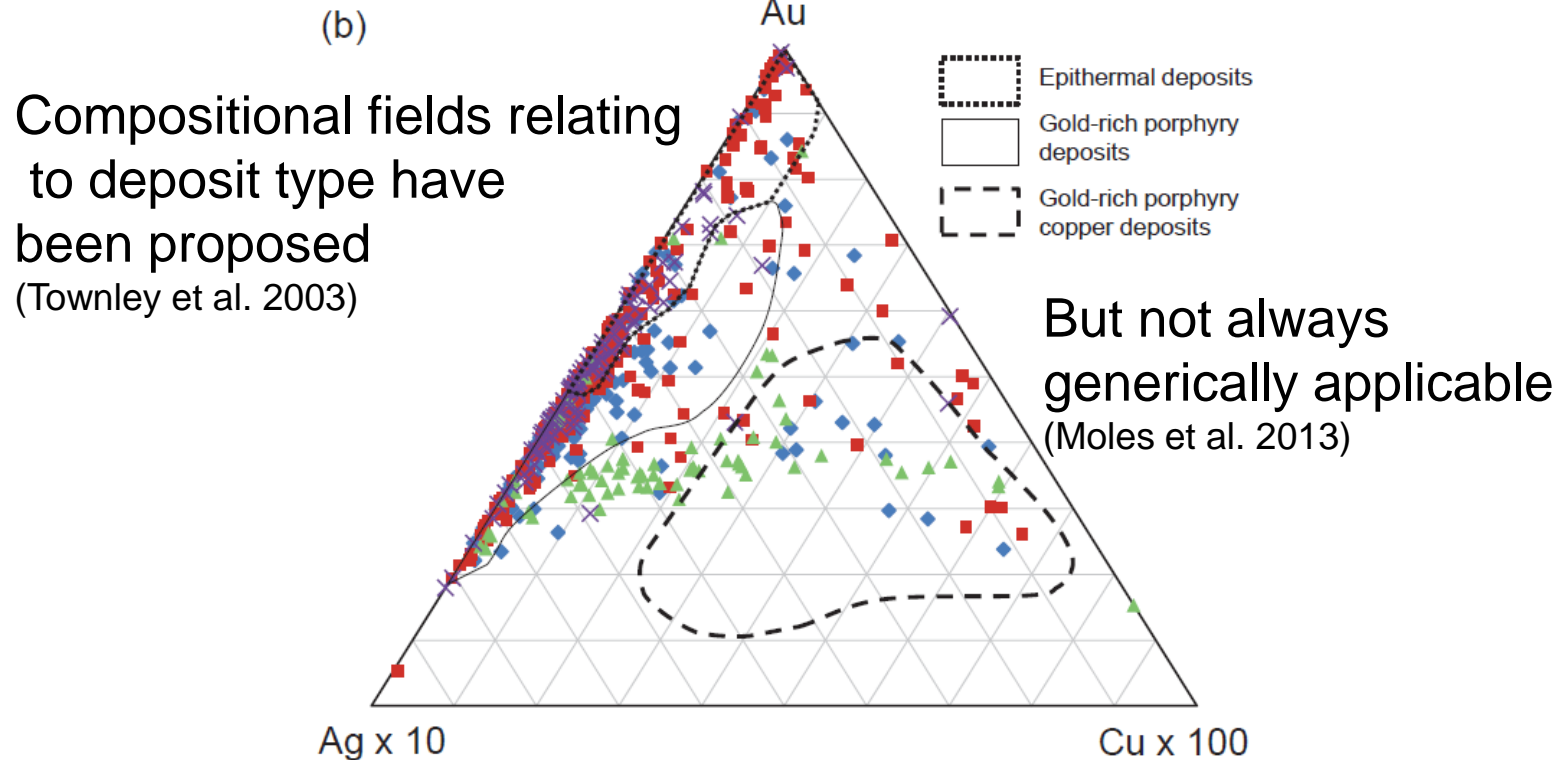 (b)
Au
Compositional fields relating
to deposit type have
been proposed
(Townley et al. 2003)
Epithermal deposits
Gold-rich porphyry
deposits
Gold-rich porphyry
copper deposits
But not always
generically applicable
(Moles et al. 2013)
Ag x 10
Cu x 100